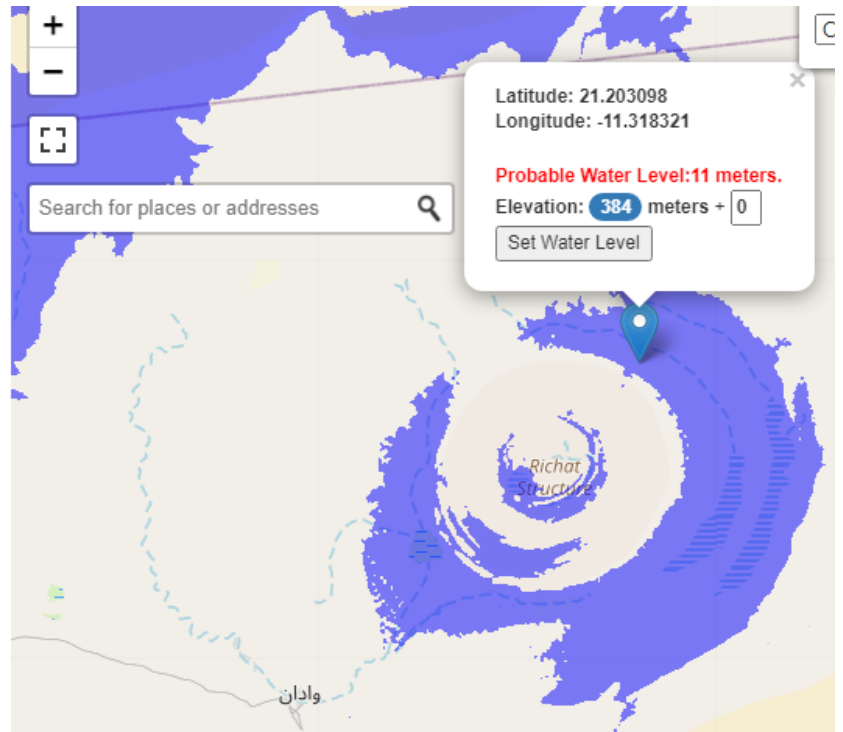 +
−
Search for places or addresses
C
×
Latitude: 21.203098
Longitude: -11.318321
Probable Water Level:11 meters.
Elevation: 384 meters + 0
Set Water Level
Richat
Structure
وادان